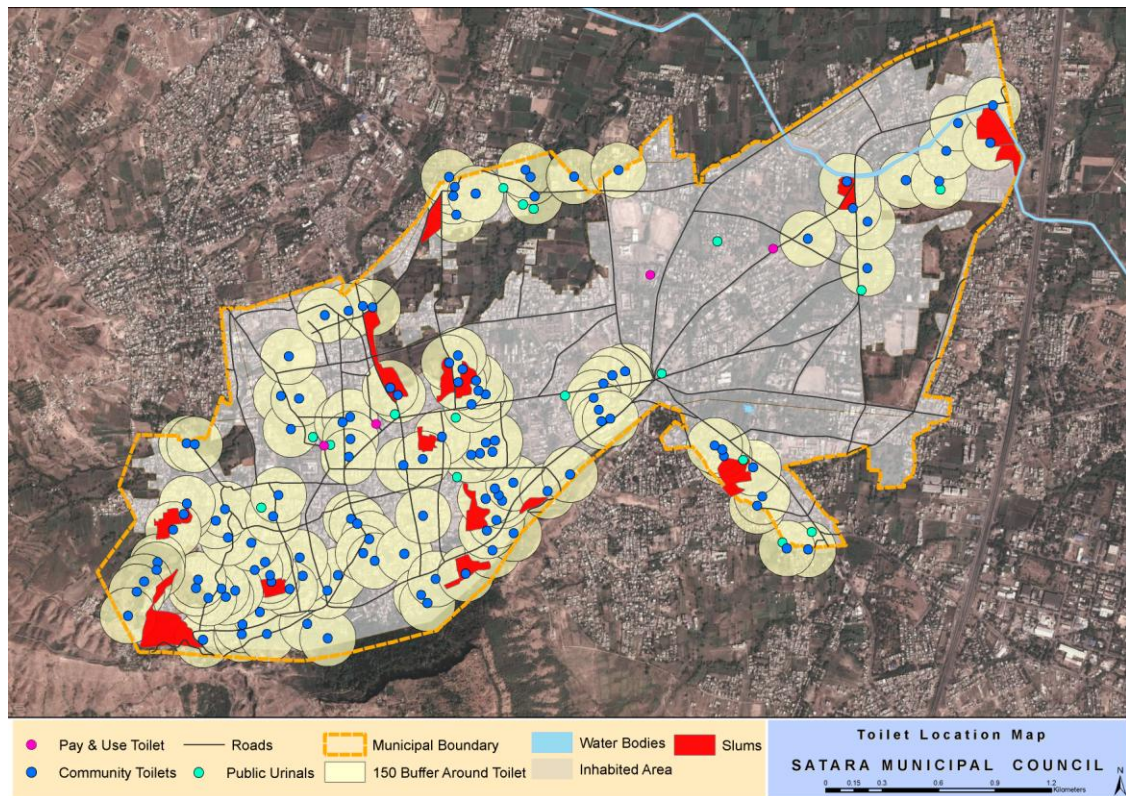 Pay & Use Toilet
Roads
Municipal Boundary
Water Bodies
Slums
Community Toilets
Public Urinals
150 Buffer Around Toilet
Inhabited Area
Toilet Location Map
SATARA MUNICIPAL COUNCIL
0 0.15 0.3 0.6 0.9 1.2
Kilometers
N